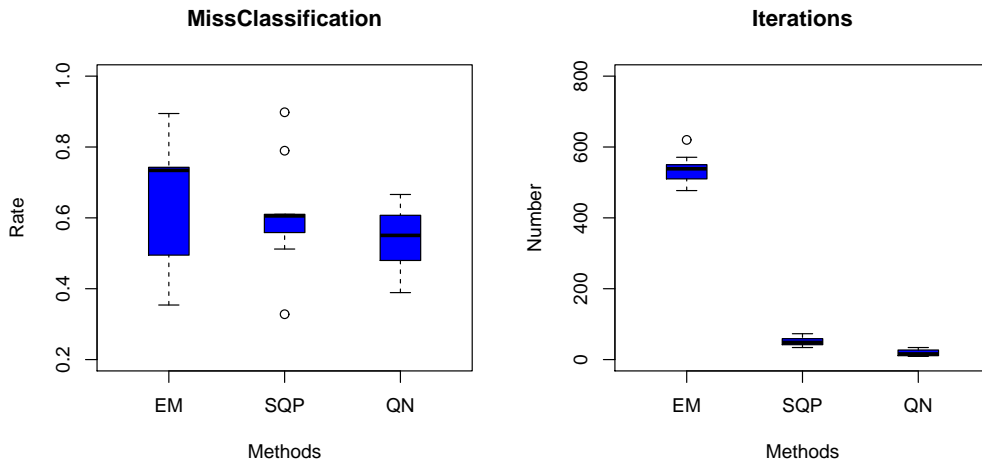 MissClassification
Rate
1.0
0.8
0.6
0.4
0.2
EM SQP QN
Methods
Iterations
Number
800
600
400
200
0
EM SQP QN
Methods